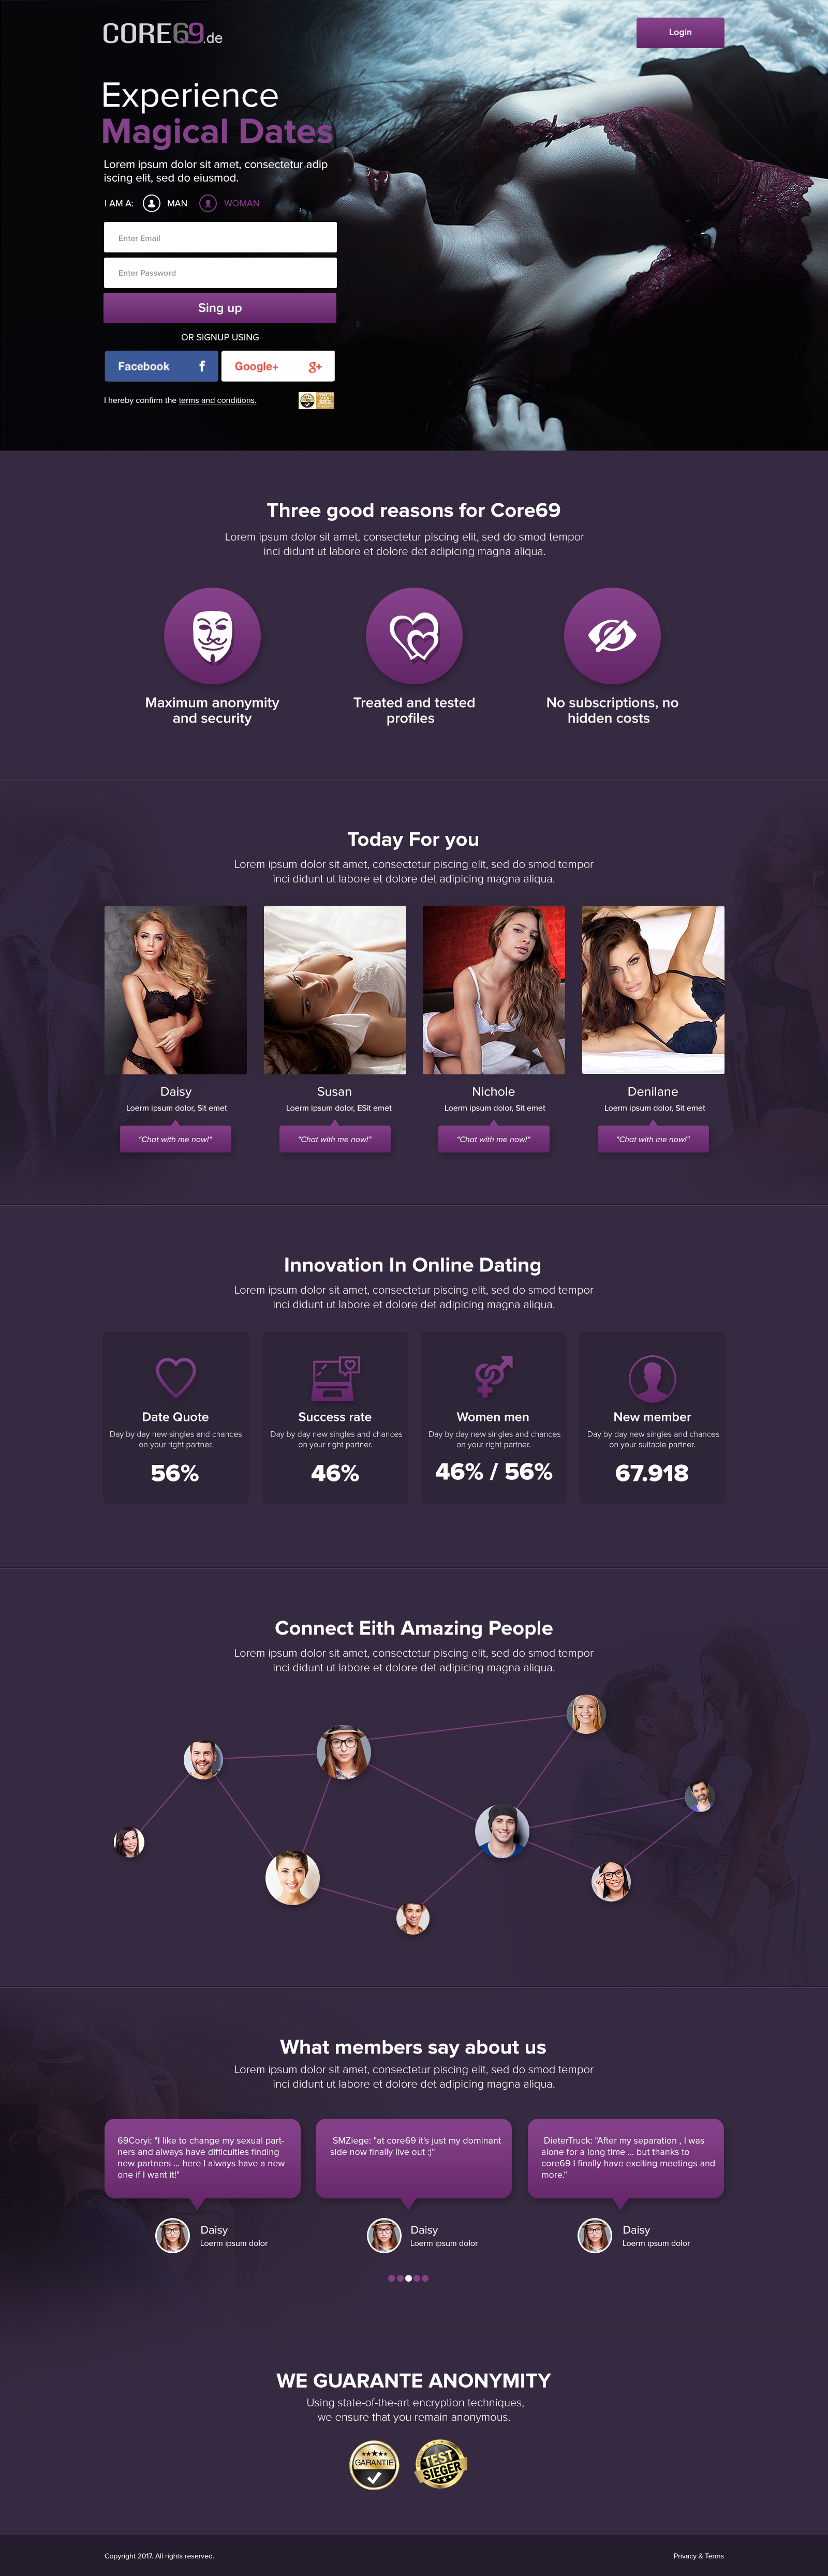 CORE69.de
Login
Experience
Magical Dates
Lorem ipsum dolor sit amet, consectetur adip
iscing elit, sed do eiusmod.
I AM A: MAN WOMAN
Enter Email
Enter Password
Sing up
OR SIGNUP USING
Facebook f Google+ g+
I hereby confirm the terms and conditions.
Three good reasons for Core69
Lorem ipsum dolor sit amet, consectetur piscing elit, sed do smod tempor
inci didunt ut labore et dolore det adipicing magna aliqua.
Maximum anonymity
and security
Treated and tested
profiles
No subscriptions, no
hidden costs
Today For you
Lorem ipsum dolor sit amet, consectetur piscing elit, sed do smod tempor
inci didunt ut labore et dolore det adipicing magna aliqua.
Daisy
Loerm ipsum dolor, Sit emet
"Chat with me now!"
Susan
Loerm ipsum dolor, ESit emet
"Chat with me now!"
Nichole
Loerm ipsum dolor, Sit emet
"Chat with me now!"
Denilane
Loerm ipsum dolor, Sit emet
"Chat with me now!"
Innovation In Online Dating
Lorem ipsum dolor sit amet, consectetur piscing elit, sed do smod tempor
inci didunt ut labore et dolore det adipicing magna aliqua.
Date Quote
Day by day new singles and chances
on your right partner.
56%
Success rate
Day by day new singles and chances
on your right partner.
46%
Women men
Day by day new singles and chances
on your right partner.
46% / 56%
New member
Day by day new singles and chances
on your suitable partner.
67.918
Connect Eith Amazing People
Lorem ipsum dolor sit amet, consectetur piscing elit, sed do smod tempor
inci didunt ut labore et dolore det adipicing magna aliqua.
What members say about us
Lorem ipsum dolor sit amet, consectetur piscing elit, sed do smod tempor
inci didunt ut labore et dolore det adipicing magna aliqua.
69Coryi: "I like to change my sexual part-
ners and always have difficulties finding
new partners ... here I always have a new
one if I want it!"
Daisy
Loerm ipsum dolor
SMZiege: "at core69 it's just my dominant
side now finally live out :)"
Daisy
Loerm ipsum dolor
DieterTruck: "After my separation , I was
alone for a long time ... but thanks to
core69 I finally have exciting meetings and
more."
Daisy
Loerm ipsum dolor
WE GUARANTE ANONYMITY
Using state-of-the-art encryption techniques,
we ensure that you remain anonymous.
GARANTIE
TEST
SIEGER
Copyright 2017. All rights reserved.
Privacy & Terms